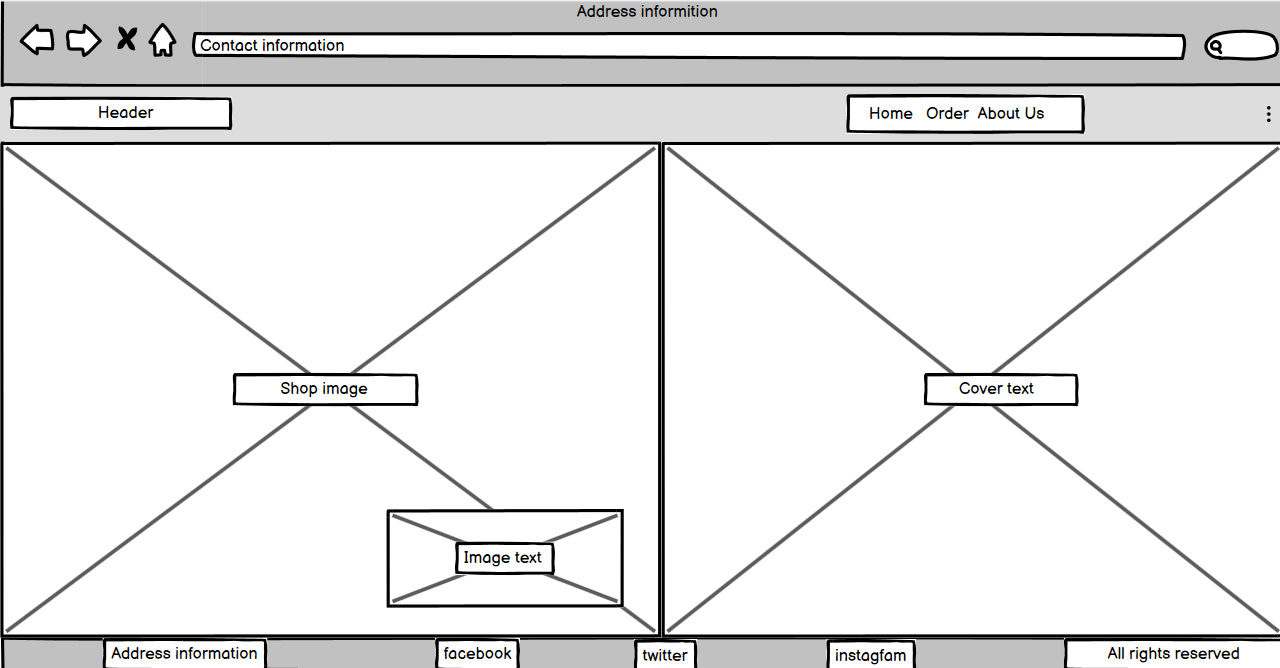 Address informition
Contact information
Header
Home Order About Us
Shop image
Cover text
Image text
Address information
facebook
twitter
instagfam
All rights reserved